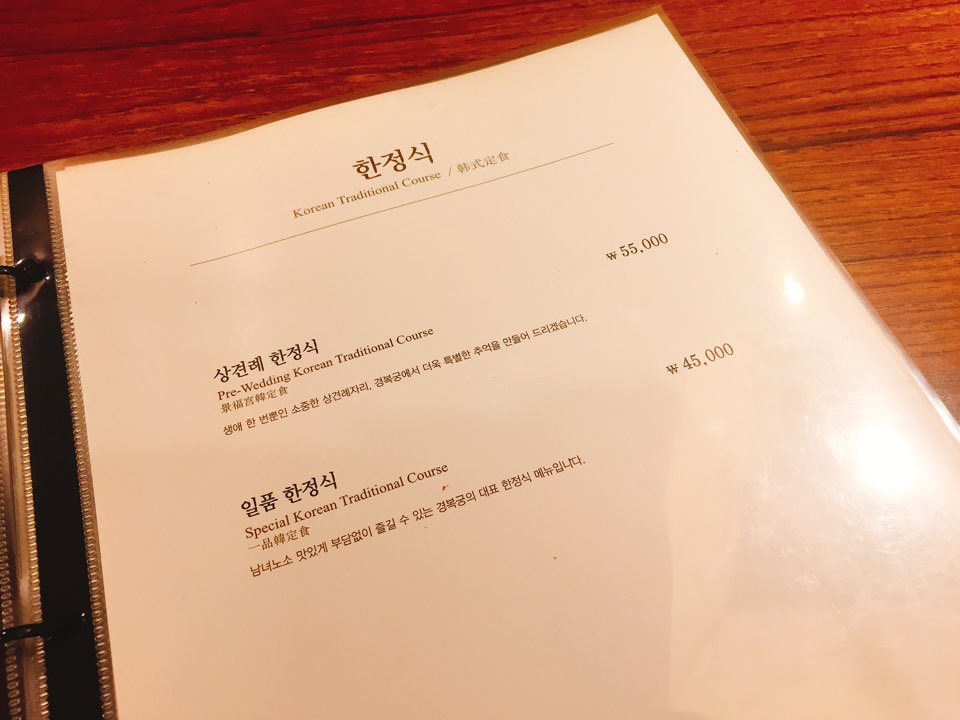 한정식
Korean Traditional Course / 韩式定食
상견례 한정식 ₩ 55,000
Pre-Wedding Korean Traditional Course
景福宮韓定食
생애 한 번뿐인 소중한 상견례자리, 경복궁에서 더욱 특별한 추억을 만들어 드리겠습니다.
일품 한정식 ₩ 45,000
Special Korean Traditional Course
一品韓定食
남녀노소 맛있게 부담없이 즐길 수 있는 경복궁의 대표 한정식 메뉴입니다.